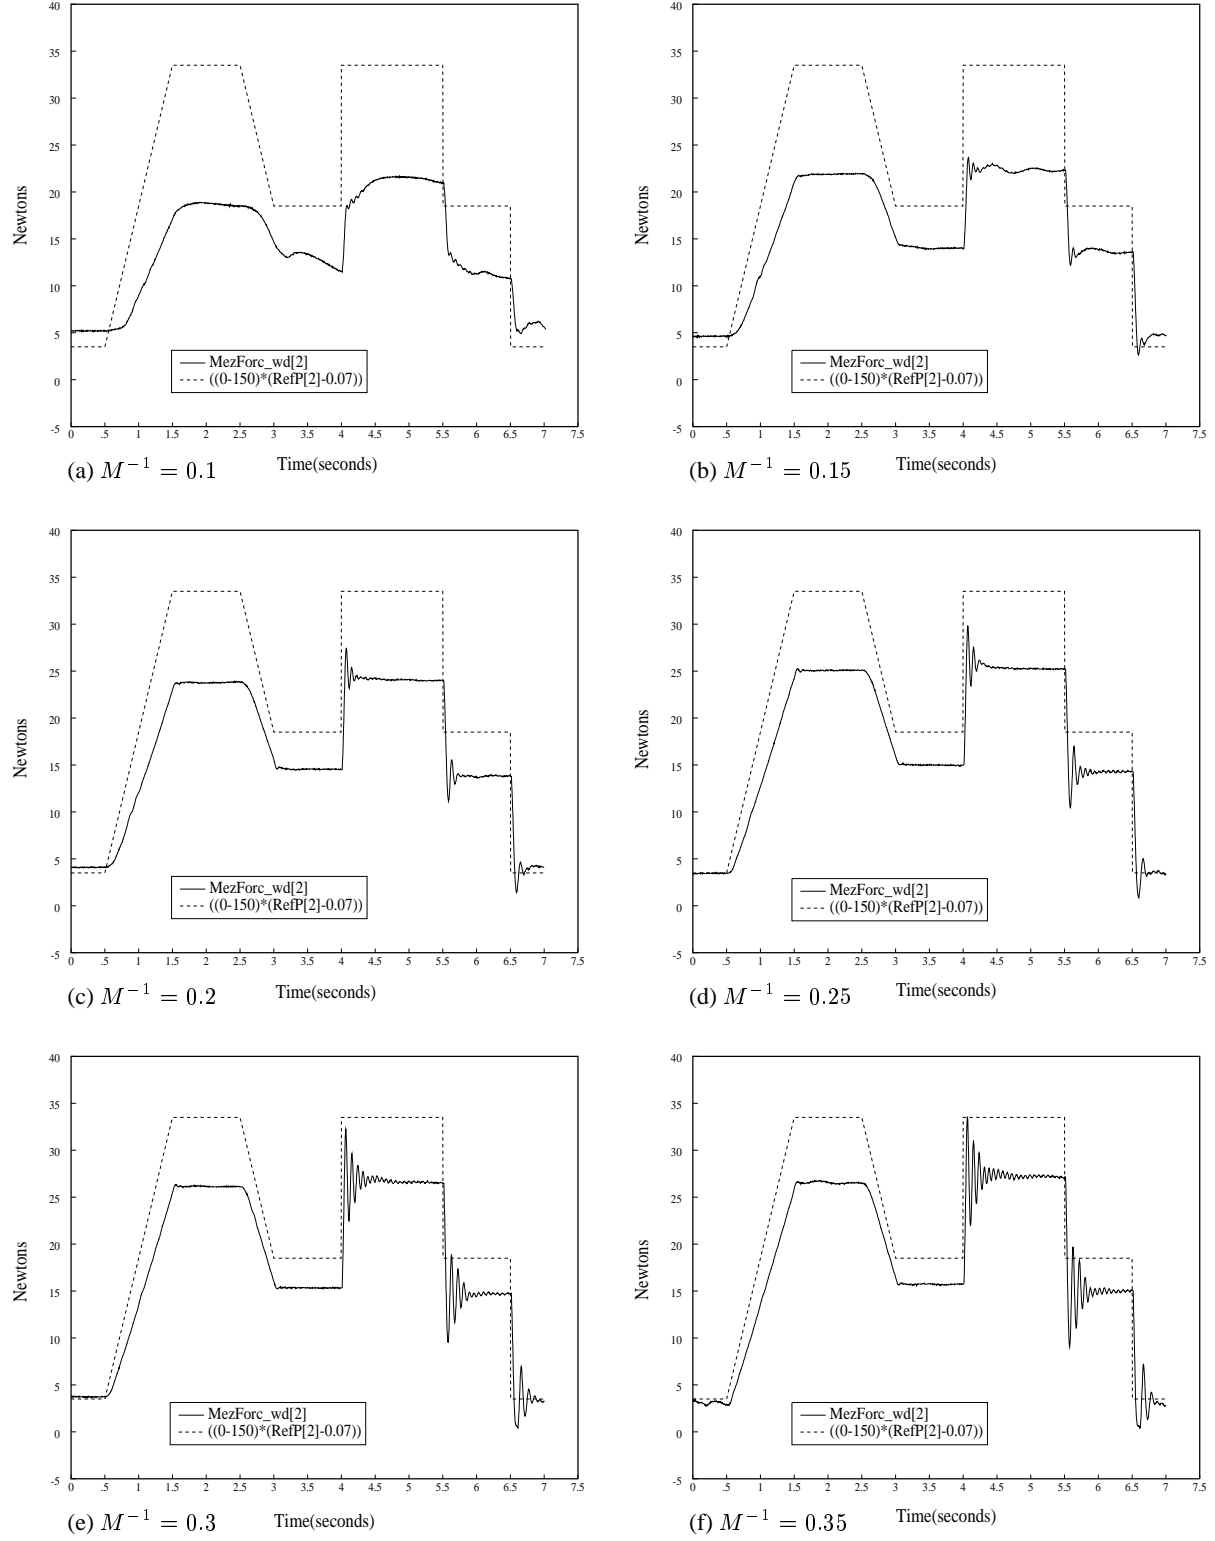 40
35
30
25
20
15
10
5
0
-5
Newtons
MezForc_wd[2]
((0-150)*(RefP[2]-0.07))
0 .5 1 1.5 2 2.5 3 3.5 4 4.5 5 5.5 6 6.5 7 7.5
Time(seconds)
(a) M⁻¹ = 0.1
40
35
30
25
20
15
10
5
0
-5
Newtons
MezForc_wd[2]
((0-150)*(RefP[2]-0.07))
0 .5 1 1.5 2 2.5 3 3.5 4 4.5 5 5.5 6 6.5 7 7.5
Time(seconds)
(b) M⁻¹ = 0.15
40
35
30
25
20
15
10
5
0
-5
Newtons
MezForc_wd[2]
((0-150)*(RefP[2]-0.07))
0 .5 1 1.5 2 2.5 3 3.5 4 4.5 5 5.5 6 6.5 7 7.5
Time(seconds)
(c) M⁻¹ = 0.2
40
35
30
25
20
15
10
5
0
-5
Newtons
MezForc_wd[2]
((0-150)*(RefP[2]-0.07))
0 .5 1 1.5 2 2.5 3 3.5 4 4.5 5 5.5 6 6.5 7 7.5
Time(seconds)
(d) M⁻¹ = 0.25
40
35
30
25
20
15
10
5
0
-5
Newtons
MezForc_wd[2]
((0-150)*(RefP[2]-0.07))
0 .5 1 1.5 2 2.5 3 3.5 4 4.5 5 5.5 6 6.5 7 7.5
Time(seconds)
(e) M⁻¹ = 0.3
40
35
30
25
20
15
10
5
0
-5
Newtons
MezForc_wd[2]
((0-150)*(RefP[2]-0.07))
0 .5 1 1.5 2 2.5 3 3.5 4 4.5 5 5.5 6 6.5 7 7.5
Time(seconds)
(f) M⁻¹ = 0.35